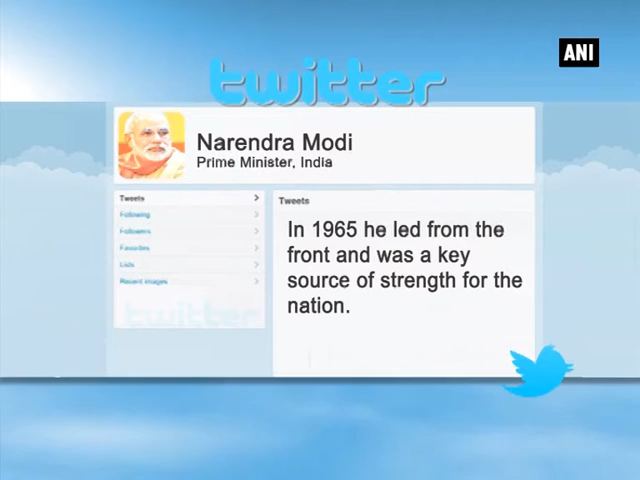 ANI
twitter
Narendra Modi
Prime Minister, India
Tweets
Following
Followers
Favorites
Lists
Recent images
twitter
Tweets
In 1965 he led from the
front and was a key
source of strength for the
nation.